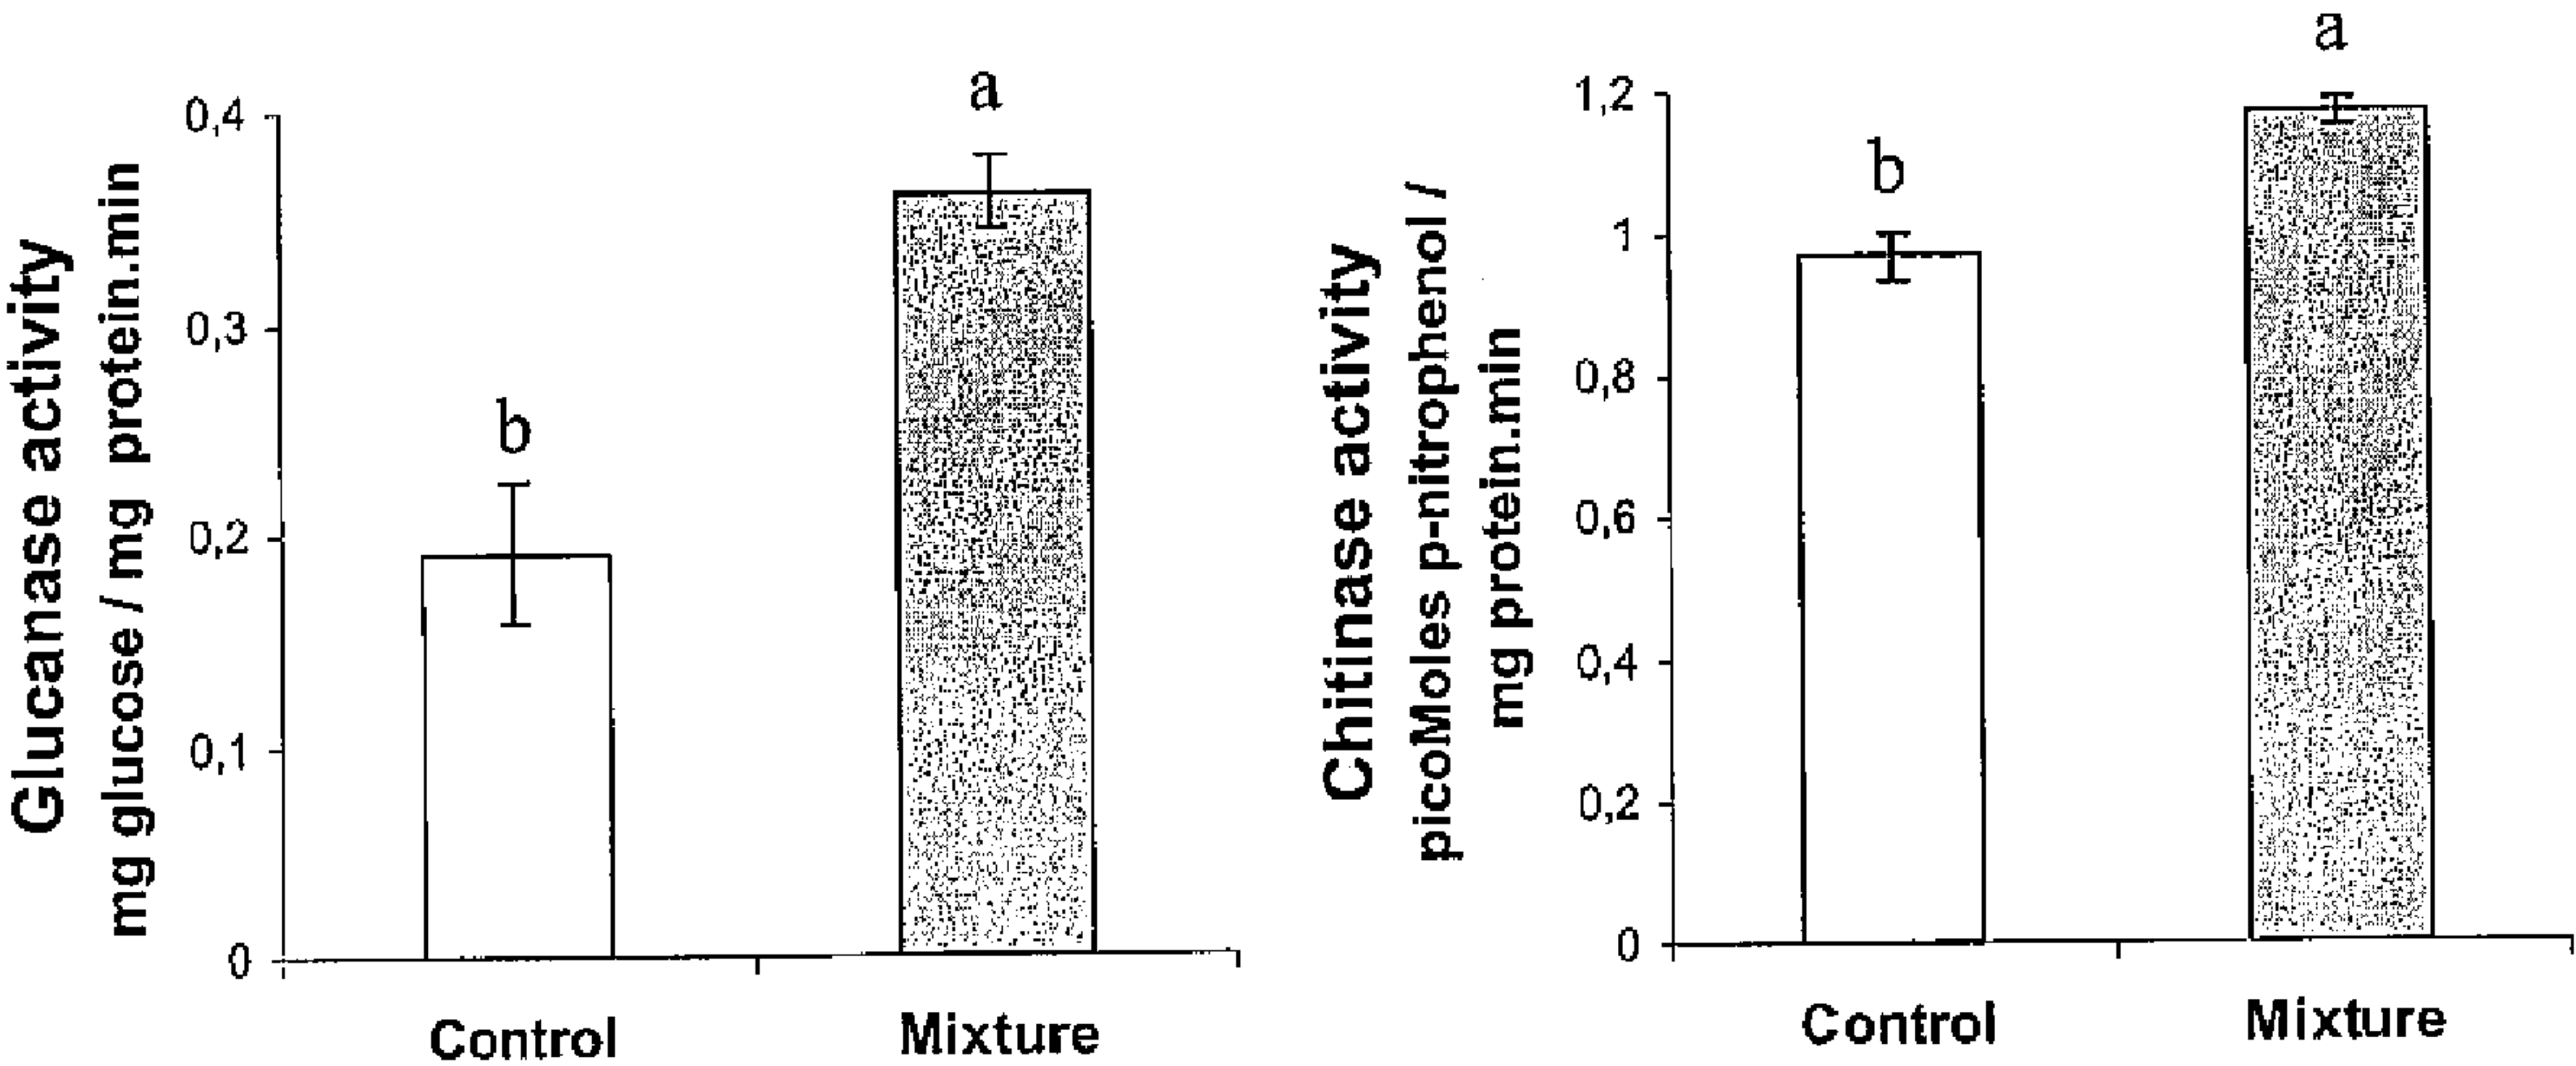 Glucanase activity
mg glucose / mg protein.min
0,4
0,3
0,2
0,1
0
b
a
Control
Mixture
Chitinase activity
picoMoles p-nitrophenol /
mg protein.min
1,2
1
0,8
0,6
0,4
0,2
0
b
a
Control
Mixture